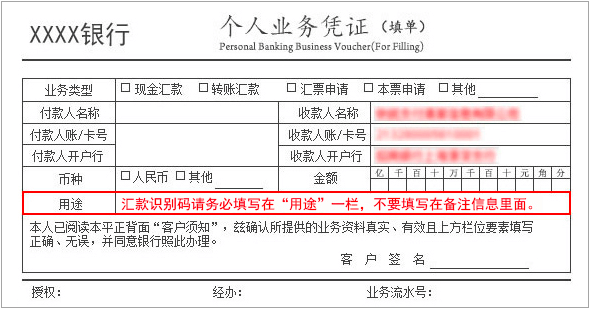 XXXX银行
个人业务凭证（填单）
Personal Banking Business Voucher(For Filling)
业务类型 □现金汇款 □转账汇款 □汇票申请 □本票申请 □其他
付款人名称 收款人名称
付款人账/卡号 收款人账/卡号
付款人开户行 收款人开户行
币种 □人民币 □其他 金额 亿 千 百 十 万 千 百 十 元 角 分
用途 汇款识别码请务必填写在“用途”一栏，不要填写在备注信息里面。
本人已阅读本平正背面“客户须知”，兹确认所提供的业务资料真实、有效且上方栏位要素填写
正确、无误，并同意银行照此办理。
客 户 签 名
授权： 经办： 业务流水号：